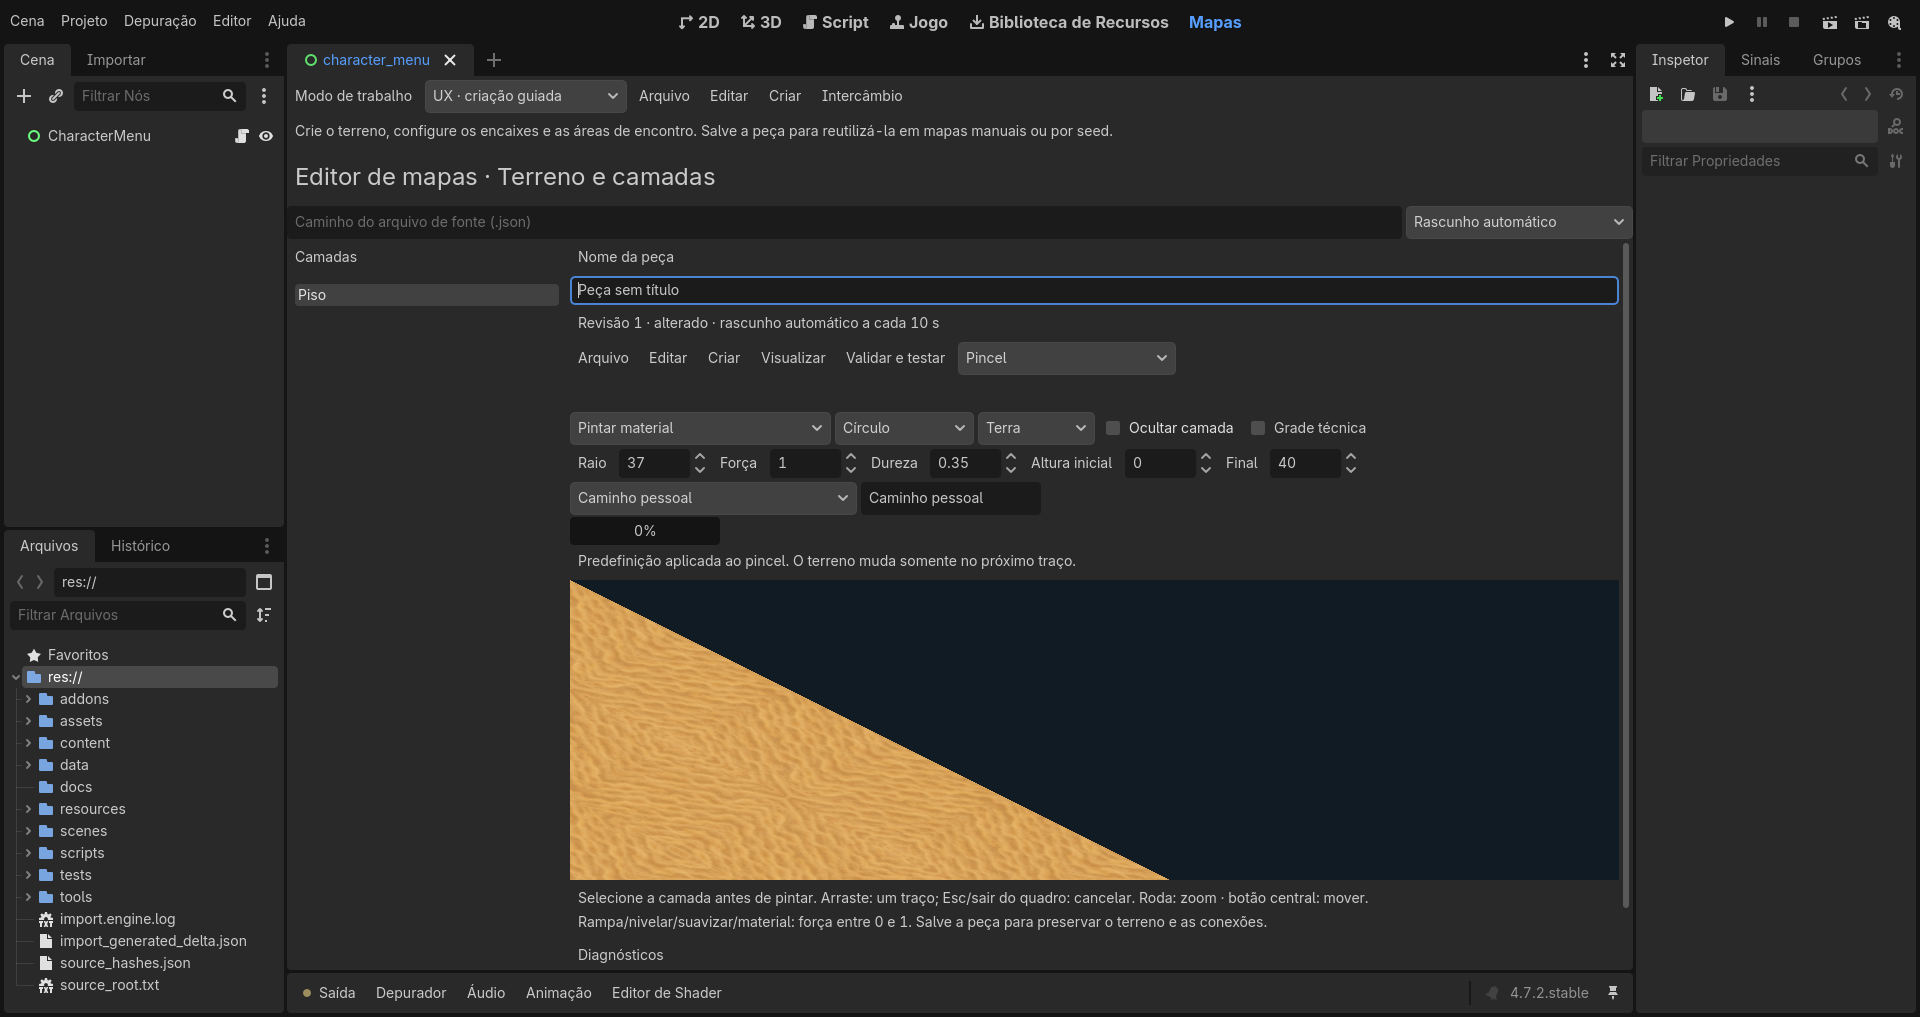 Cena Projeto Depuração Editor Ajuda
2D 3D Script Jogo Biblioteca de Recursos Mapas
Cena Importar
Filtrar Nós
CharacterMenu
character_menu
Modo de trabalho UX · criação guiada Arquivo Editar Criar Intercâmbio
Crie o terreno, configure os encaixes e as áreas de encontro. Salve a peça para reutilizá-la em mapas manuais ou por seed.
Editor de mapas · Terreno e camadas
Caminho do arquivo de fonte (.json) Rascunho automático
Camadas
Piso
Nome da peça
Peça sem título
Revisão 1 · alterado · rascunho automático a cada 10 s
Arquivo Editar Criar Visualizar Validar e testar Pincel
Pintar material Círculo Terra Ocultar camada Grade técnica
Raio 37 Força 1 Dureza 0.35 Altura inicial 0 Final 40
Caminho pessoal Caminho pessoal
0%
Predefinição aplicada ao pincel. O terreno muda somente no próximo traço.
Selecione a camada antes de pintar. Arraste: um traço; Esc/sair do quadro: cancelar. Roda: zoom · botão central: mover.
Rampa/nivelar/suavizar/material: força entre 0 e 1. Salve a peça para preservar o terreno e as conexões.
Diagnósticos
Inspetor Sinais Grupos
DOC
Filtrar Propriedades
Arquivos Histórico
res://
Filtrar Arquivos
Favoritos
res://
addons
assets
content
data
docs
resources
scenes
scripts
tests
tools
import.engine.log
import_generated_delta.json
source_hashes.json
source_root.txt
Saída Depurador Áudio Animação Editor de Shader 4.7.2.stable